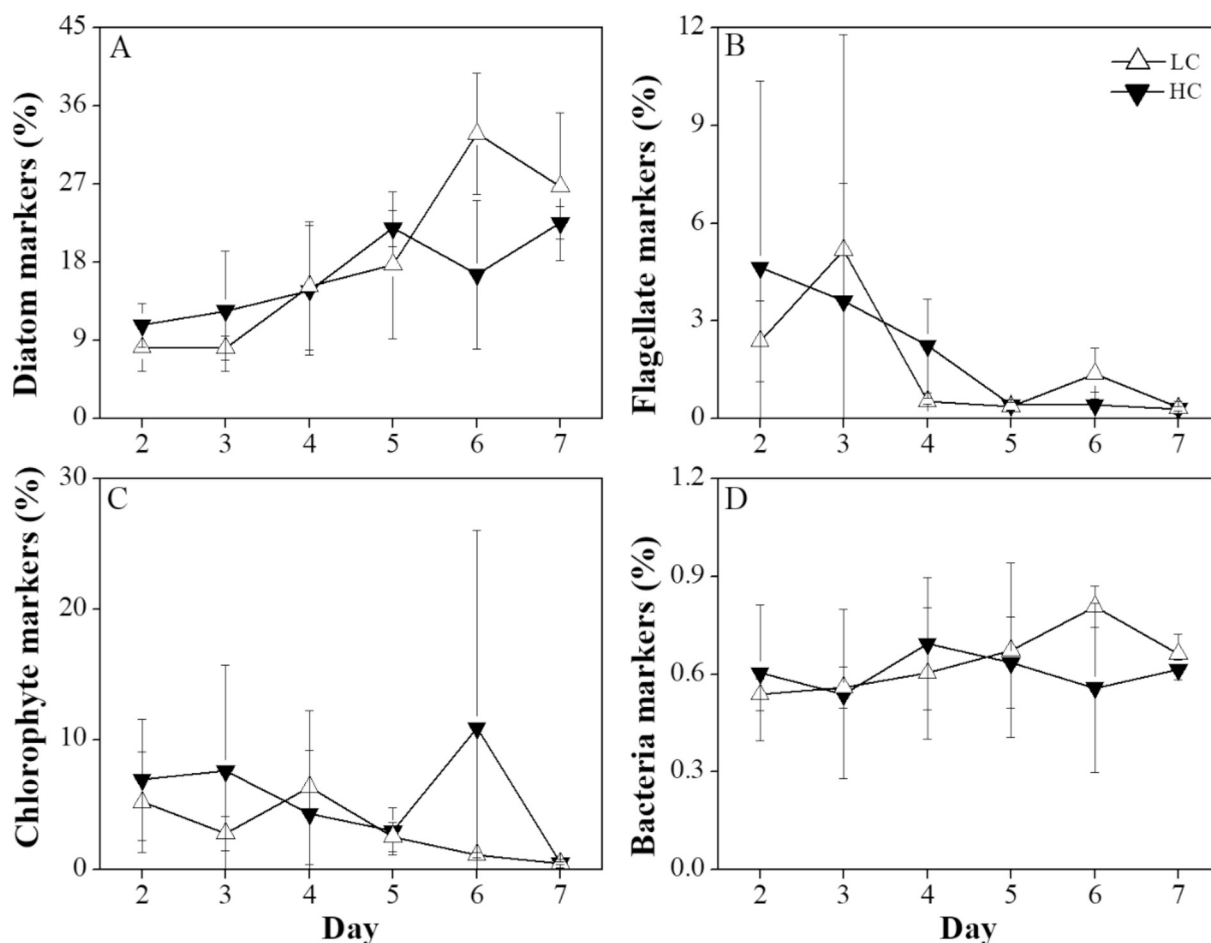 A
Diatom markers (%)
45
36
27
18
9
0
2 3 4 5 6 7
B
LC
HC
Flagellate markers (%)
12
9
6
3
0
2 3 4 5 6 7
C
Chlorophyte markers (%)
30
20
10
0
2 3 4 5 6 7
Day
D
Bacteria markers (%)
1.2
0.9
0.6
0.3
0.0
2 3 4 5 6 7
Day